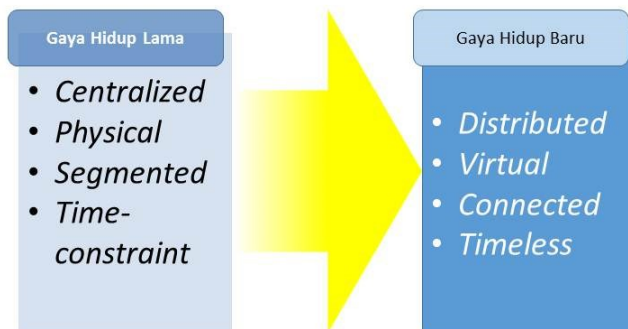 Gaya Hidup Lama
• Centralized
• Physical
• Segmented
• Time-
constraint
Gaya Hidup Baru
• Distributed
• Virtual
• Connected
• Timeless